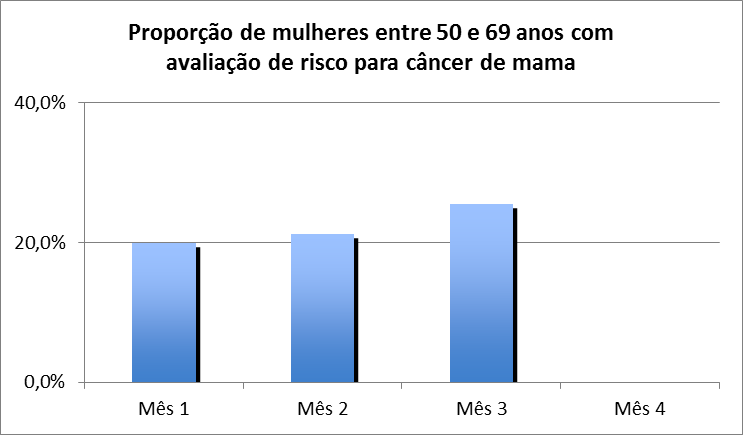 Proporção de mulheres entre 50 e 69 anos com
avaliação de risco para câncer de mama
40,0%
20,0%
0,0%
Mês 1 Mês 2 Mês 3 Mês 4